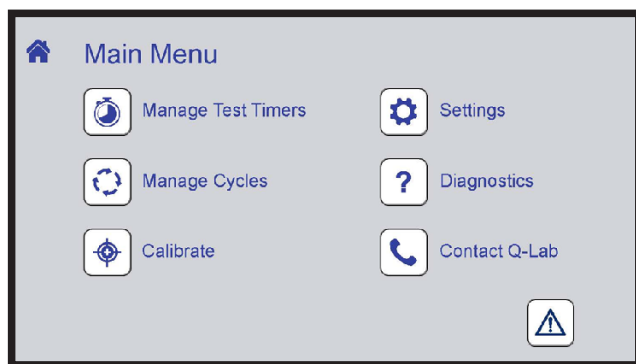 Main Menu
Manage Test Timers
Settings
Manage Cycles
? Diagnostics
Calibrate
Contact Q-Lab